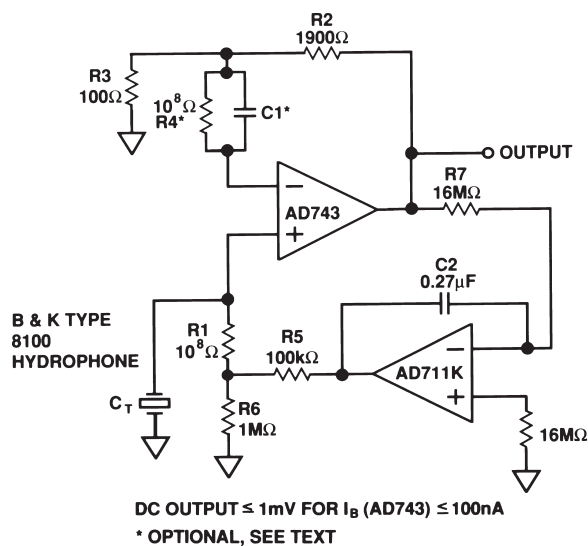 R2
1900Ω
R3
100Ω
10⁸Ω
R4*
C1*
OUTPUT
R7
16MΩ
−
AD743
+
C2
0.27µF
B & K TYPE
8100
HYDROPHONE
R1
10⁸Ω
R5
100kΩ
−
AD711K
+
C_T
R6
1MΩ
16MΩ
DC OUTPUT ≤ 1mV FOR I_B (AD743) ≤ 100nA
* OPTIONAL, SEE TEXT